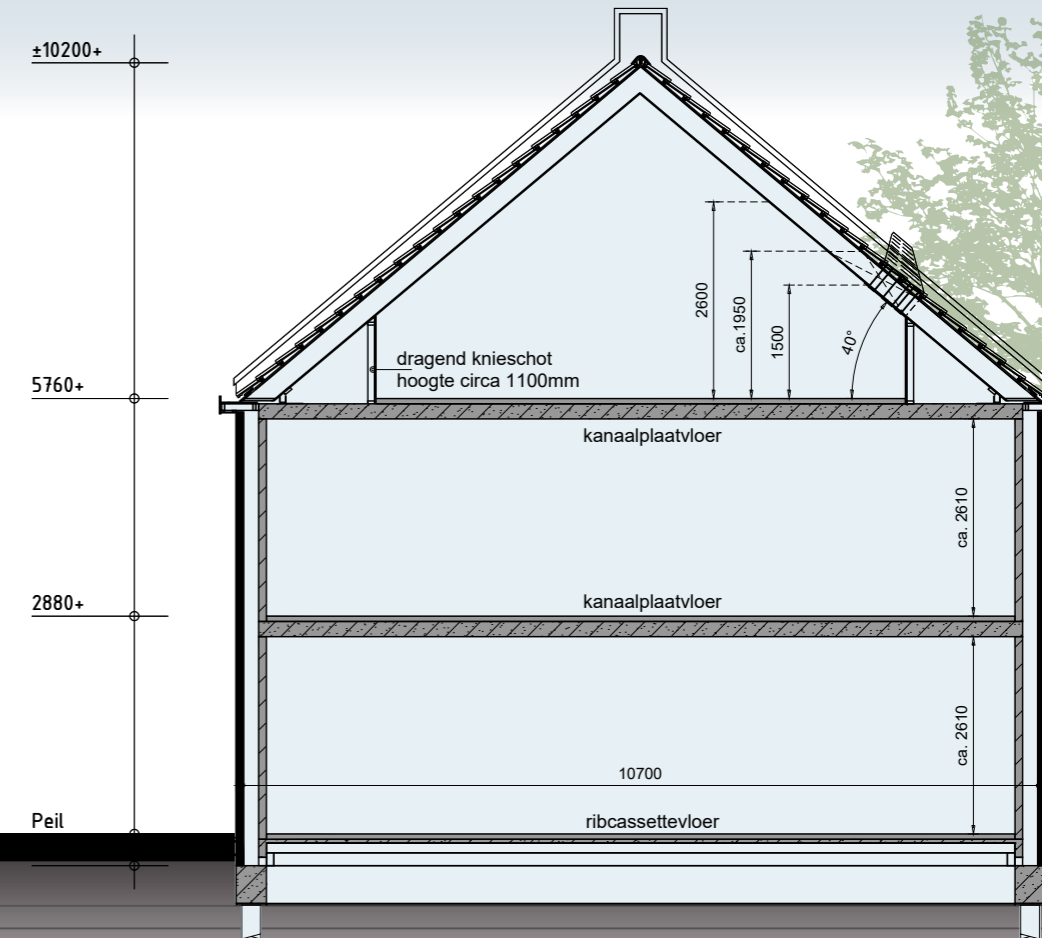 ±10200+
2600
ca.1950
1500
40°
dragend knieschot
hoogte circa 1100mm
5760+
kanaalplaatvloer
ca. 2610
2880+
kanaalplaatvloer
ca. 2610
10700
Peil
ribcassettevloer